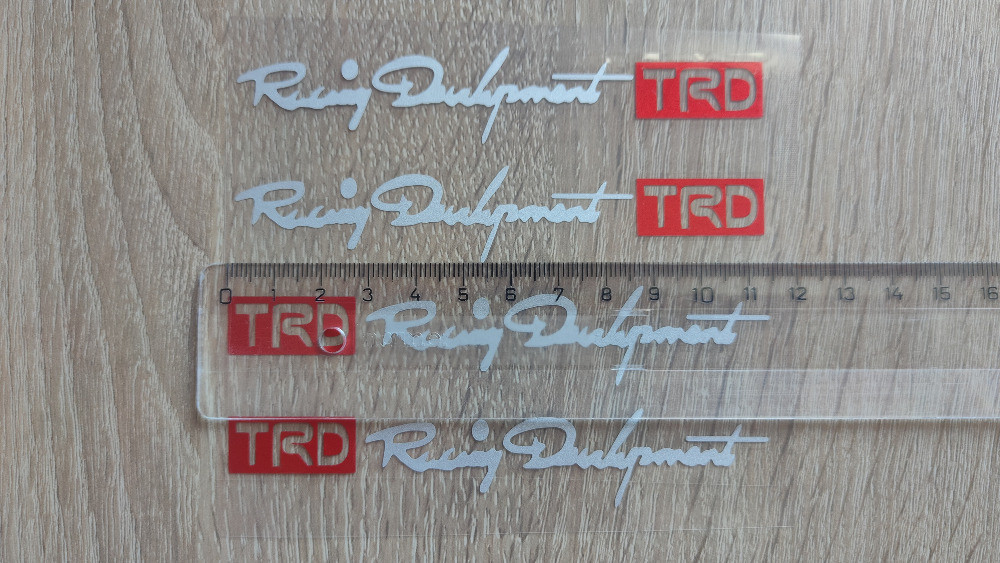 Racing Development TRD
Racing Development TRD
0 1 2 3 4 5 6 7 8 9 10 11 12 13 14 15 16
TRD Racing Development
TRD Racing Development